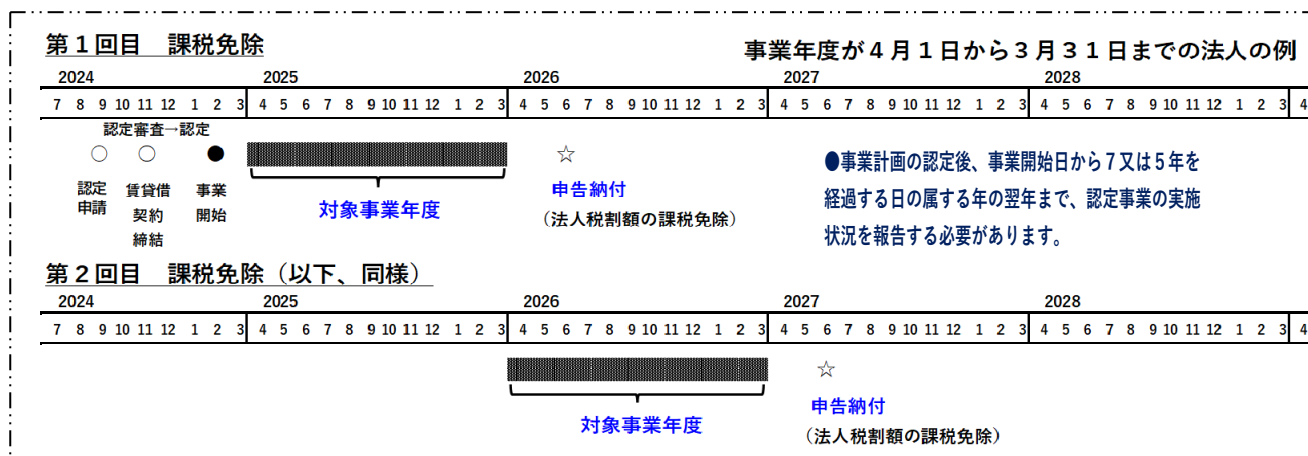 第１回目　課税免除
事業年度が４月１日から３月３１日までの法人の例
2024 2025 2026 2027 2028
7 8 9 10 11 12 1 2 3 4 5 6 7 8 9 10 11 12 1 2 3 4 5 6 7 8 9 10 11 12 1 2 3 4 5 6 7 8 9 10 11 12 1 2 3 4 5 6 7 8 9 10 11 12 1 2 3 4
認定審査→認定
○ ○ ● ☆
認定
申請
賃貸借
契約
締結
事業
開始
対象事業年度
申告納付
（法人税割額の課税免除）
●事業計画の認定後、事業開始日から７又は５年を
経過する日の属する年の翌年まで、認定事業の実施
状況を報告する必要があります。
第２回目　課税免除（以下、同様）
2024 2025 2026 2027 2028
7 8 9 10 11 12 1 2 3 4 5 6 7 8 9 10 11 12 1 2 3 4 5 6 7 8 9 10 11 12 1 2 3 4 5 6 7 8 9 10 11 12 1 2 3 4 5 6 7 8 9 10 11 12 1 2 3 4
☆
対象事業年度
申告納付
（法人税割額の課税免除）